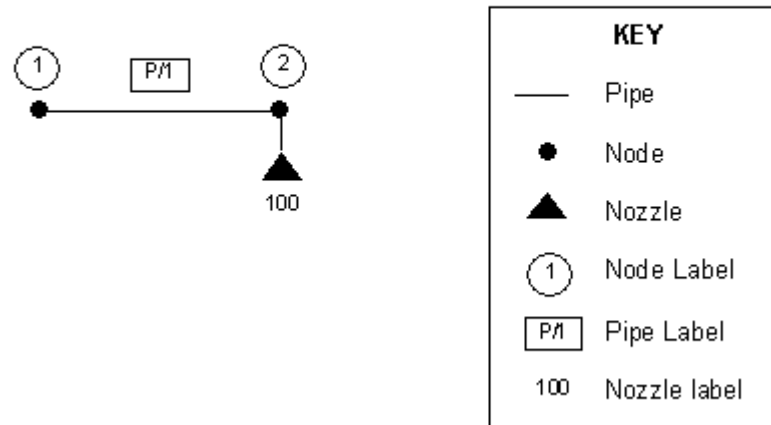 1
P/1
2
100
KEY
Pipe
Node
Nozzle
1
Node Label
P/1
Pipe Label
100
Nozzle label